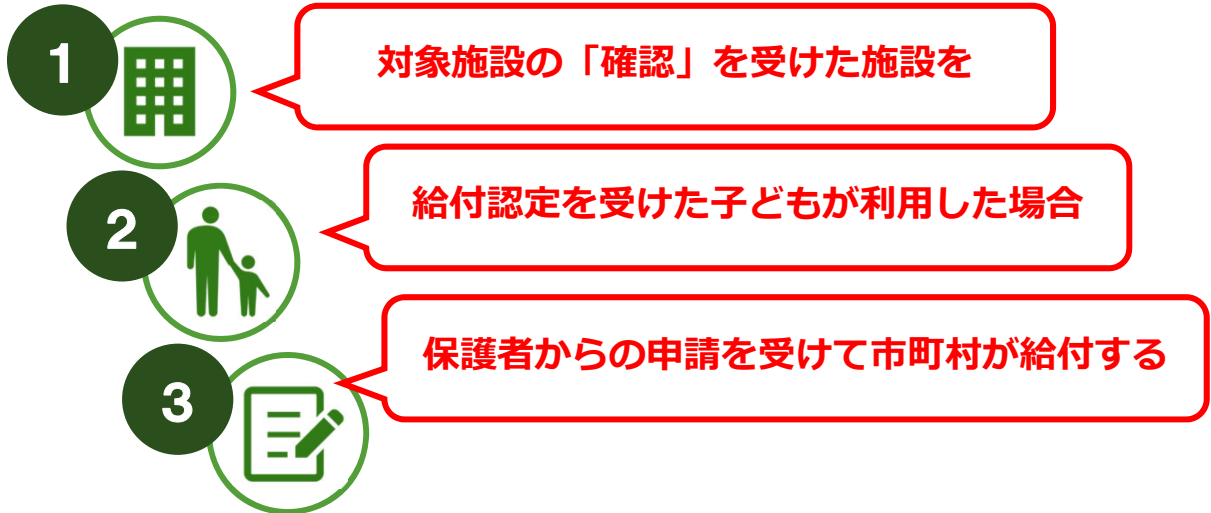 1
対象施設の「確認」を受けた施設を
2
給付認定を受けた子どもが利用した場合
3
保護者からの申請を受けて市町村が給付する